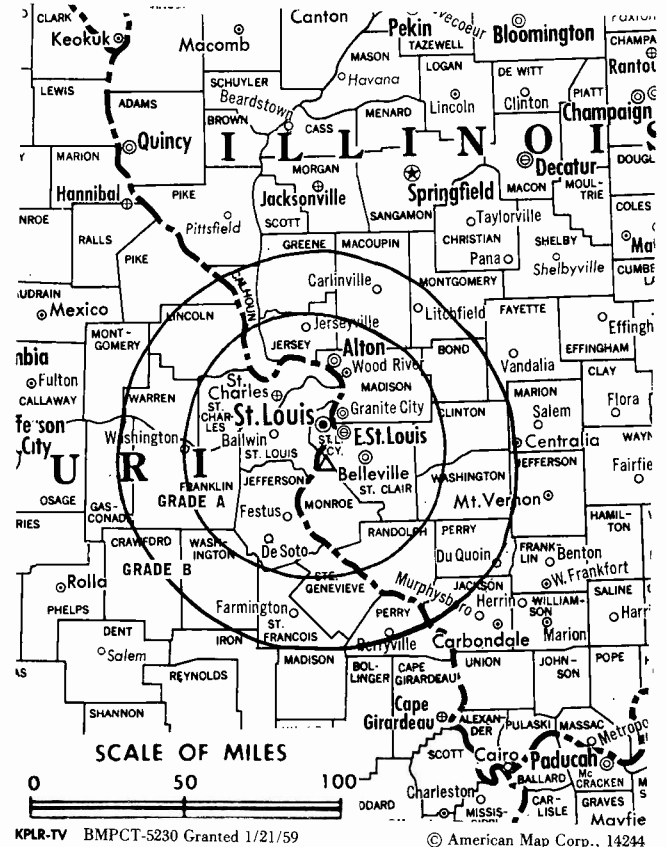 CLARK
Keokuk
Macomb
Canton
Pekin
TAZEWELL
Bloomington
MASON
Havana
LOGAN
Lincoln
DE WITT
Clinton
PIATT
Champaign
LEWIS
ADAMS
SCHUYLER
Beardstown
BROWN
CASS
MENARD
Quincy
ILLINOIS
Decatur
DOUGL
MARION
Hannibal
PIKE
Pittsfield
MORGAN
Jacksonville
SCOTT
Springfield
SANGAMON
MACON
MOUL-
TRIE
NROE
RALLS
PIKE
Taylorville
CHRISTIAN
Pana
SHELBY
Shelbyville
COLES
GREENE
MACOUPIN
Carlinville
MONTGOMERY
CALHOUN
LINCOLN
Mexico
MONT-
GOMERY
Litchfield
FAYETTE
Effingh
EFFINGHAM
Jerseyville
JERSEY
Alton
Wood River
BOND
Vandalia
CLAY
Flora
Fulton
CALLAWAY
WARREN
St.
Charles
ST.
CHAR-
LES
MADISON
Granite City
CLINTON
MARION
Salem
Centralia
WAYN
Washington
St. Louis
Ballwin
ST. LOUIS
ST.L.
CY.
E.St.Louis
Belleville
ST. CLAIR
WASHINGTON
JEFFERSON
Mt. Vernon
Fairfie
City
URI
OSAGE
GAS-
CONADE
FRANKLIN
GRADE A
JEFFERSON
Festus
MONROE
RANDOLPH
PERRY
Du Quoin
HAMIL-
TON
RIES
CRAWFORD
WASH-
INGTON
De Soto
FRANK-
LIN
Benton
W. Frankfort
GRADE B
STE.
GENEVIEVE
Murphysboro
JACKSON
Herrin
WILLIAM-
SON
Marion
SALINE
Harr
Rolla
PHELPS
Farmington
ST.
FRANCOIS
PERRY
Perryville
Carbondale
DENT
Salem
IRON
REYNOLDS
MADISON
BOL-
LINGER
CAPE
GIRARDEAU
UNION
JOHN-
SON
POPE
SHANNON
Cape
Girardeau
ALEXAN-
DER
PULASKI
MASSAC
Metropo
SCOTT
Cairo
Paducah
BALLARD
Mc
CRACKEN
Charleston
MISSIS-
CAR-
LISLE
GRAVES
Mayfie
SCALE OF MILES
0 50 100
KPLR-TV BMPCT-5230 Granted 1/21/59
© American Map Corp., 14244